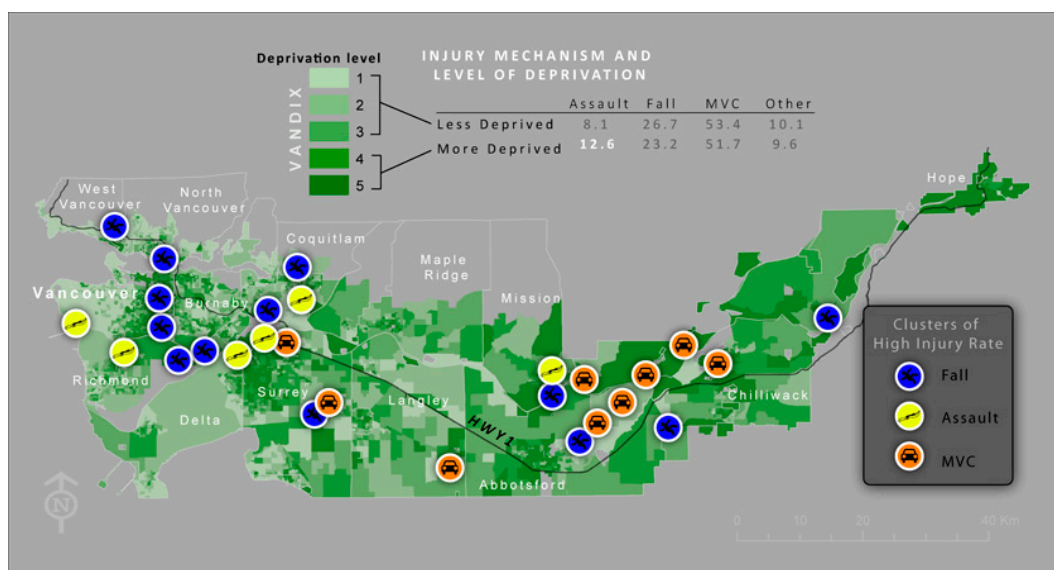 Deprivation level
VANDIX
1
2
3
4
5
INJURY MECHANISM AND
LEVEL OF DEPRIVATION
Assault Fall MVC Other
Less Deprived 8.1 26.7 53.4 10.1
More Deprived 12.6 23.2 51.7 9.6
West
Vancouver
North
Vancouver
Coquitlam
Maple
Ridge
Mission
Hope
Vancouver
Burnaby
Richmond
Delta
Surrey
Langley
HWY1
Abbotsford
Chilliwack
Clusters of
High Injury Rate
Fall
Assault
MVC
N
0 10 20 40 Km